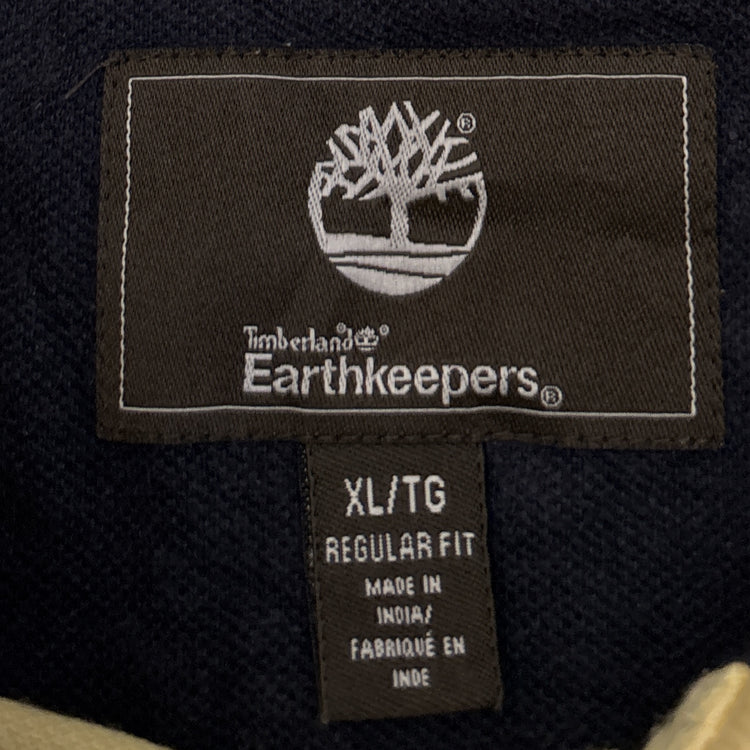 ®
Timberland®®
Earthkeepers®
XL/TG
REGULAR FIT
MADE IN
INDIA/
FABRIQUÉ EN
INDE